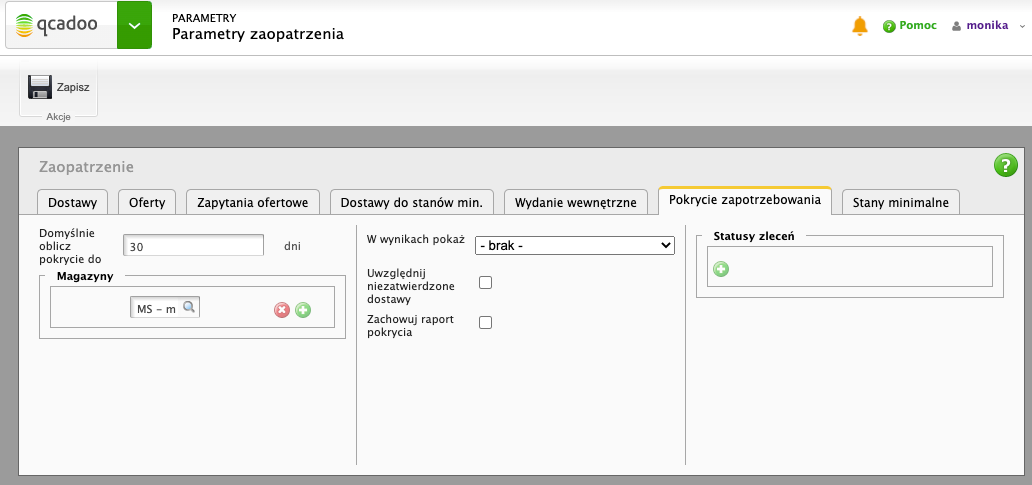 qcadoo
PARAMETRY
Parametry zaopatrzenia
Pomoc
monika
Zapisz
Akcje
Zaopatrzenie
?
Dostawy
Oferty
Zapytania ofertowe
Dostawy do stanów min.
Wydanie wewnętrzne
Pokrycie zapotrzebowania
Stany minimalne
Domyślnie
oblicz
pokrycie do
30
dni
Magazyny
MS - m
W wynikach pokaż
- brak -
Uwzględnij
niezatwierdzone
dostawy
Zachowuj raport
pokrycia
Statusy zleceń